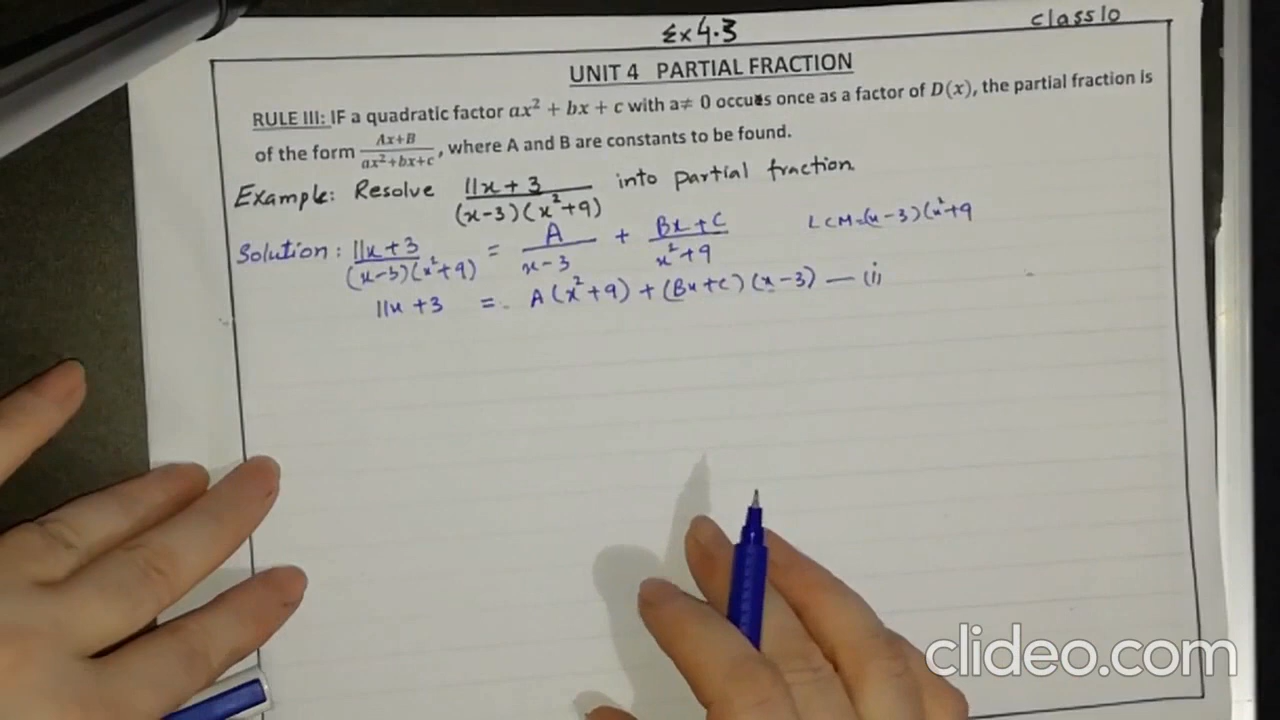 Ex 4.3
class 10
UNIT 4 PARTIAL FRACTION
RULE III: IF a quadratic factor ax² + bx + c with a≠ 0 occurs once as a factor of D(x), the partial fraction is
of the form (Ax+B)/(ax²+bx+c), where A and B are constants to be found.
Example: Resolve (11x + 3)/((x-3)(x²+9)) into partial fraction.
Solution: (11x+3)/((x-3)(x²+9)) = A/(x-3) + (Bx+C)/(x²+9) LCM=(x-3)(x²+9
11x+3 = A(x²+9) + (Bx+C)(x-3) — (i)
clideo.com